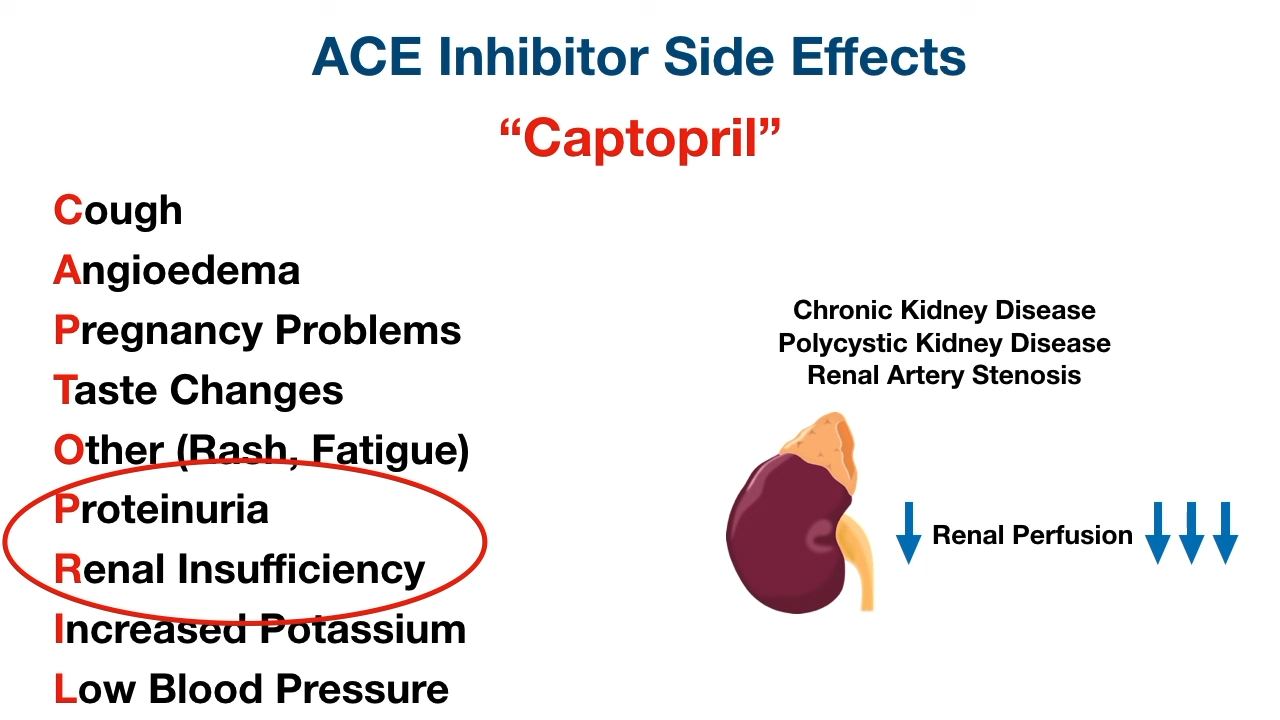 ACE Inhibitor Side Effects
“Captopril”
Cough
Angioedema
Pregnancy Problems
Taste Changes
Other (Rash, Fatigue)
Proteinuria
Renal Insufficiency
Increased Potassium
Low Blood Pressure
Chronic Kidney Disease
Polycystic Kidney Disease
Renal Artery Stenosis
Renal Perfusion